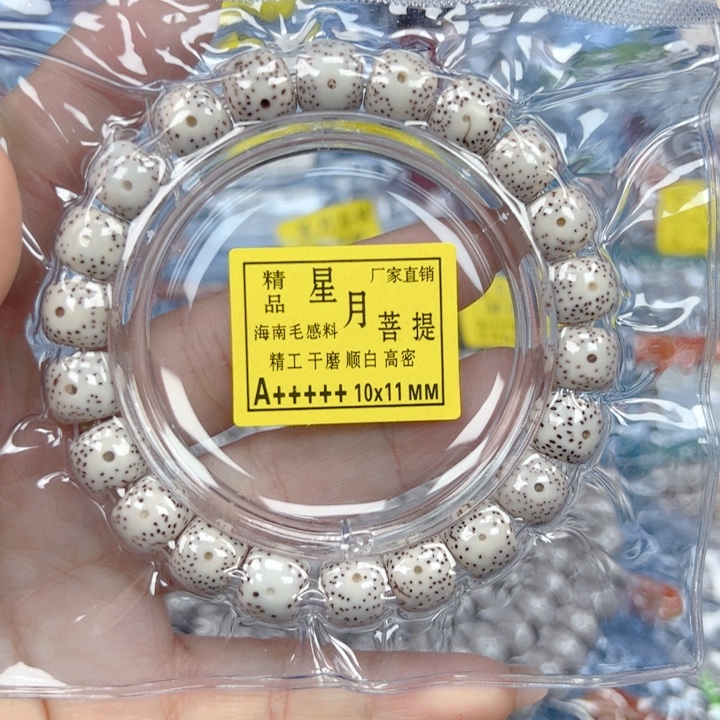 精品 星月菩提 厂家直销
海南毛感料
精工 干磨 顺白 高密
A+++++ 10x11 MM